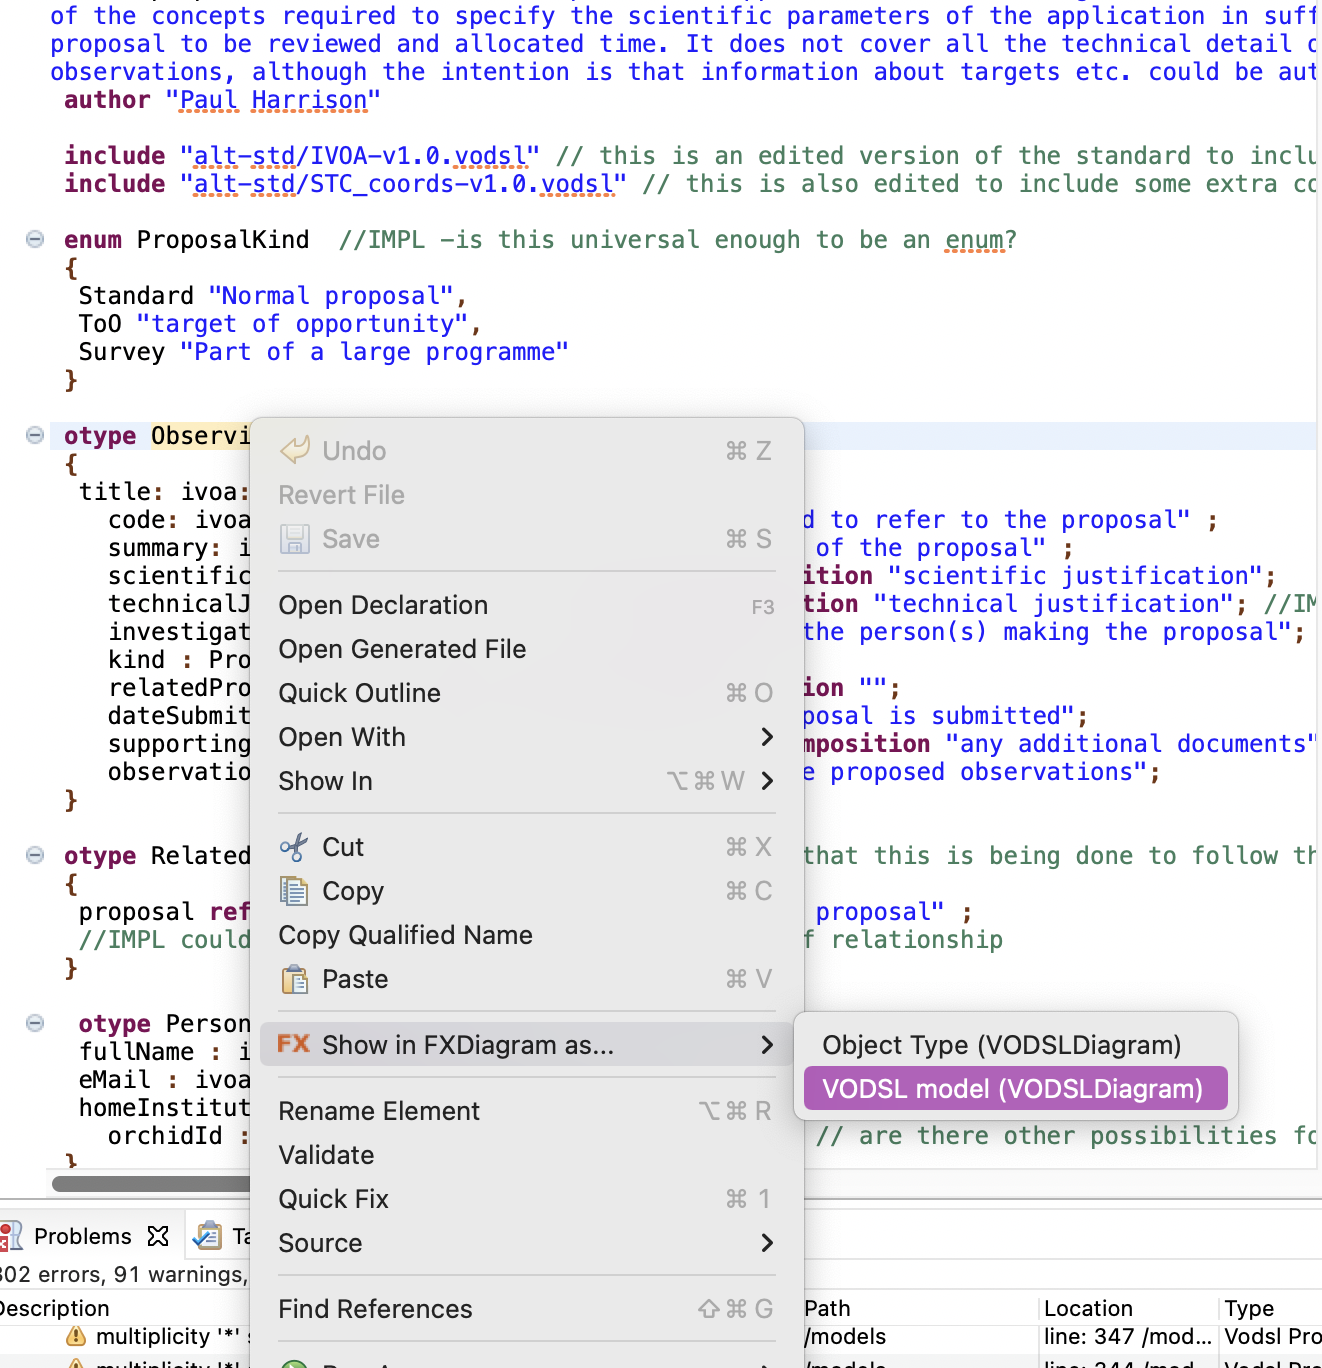 of the concepts required to specify the scientific parameters of the application in suff
proposal to be reviewed and allocated time. It does not cover all the technical detail o
observations, although the intention is that information about targets etc. could be aut
author "Paul Harrison"
include "alt-std/IVOA-v1.0.vodsl" // this is an edited version of the standard to inclu
include "alt-std/STC_coords-v1.0.vodsl" // this is also edited to include some extra co
enum ProposalKind //IMPL -is this universal enough to be an enum?
{
Standard "Normal proposal",
ToO "target of opportunity",
Survey "Part of a large programme"
}
otype Observi
{
title: ivoa:
code: ivoa
summary: i
scientific
technicalJ
investigat
kind : Pro
relatedPro
dateSubmit
supporting
observatio
}
otype Related
{
proposal ref
//IMPL could
}
otype Person
fullName : i
eMail : ivoa
homeInstitut
orchidId :
}
Undo ⌘ Z
Revert File
Save ⌘ S
Open Declaration F3
Open Generated File
Quick Outline ⌘ O
Open With
Show In ⌥⌘W
Cut ⌘ X
Copy ⌘ C
Copy Qualified Name
Paste ⌘ V
FX Show in FXDiagram as...
Rename Element ⌥⌘R
Validate
Quick Fix ⌘ 1
Source
Find References ⇧⌘G
d to refer to the proposal" ;
of the proposal" ;
ition "scientific justification";
tion "technical justification"; //IM
the person(s) making the proposal";
ion "";
posal is submitted";
mposition "any additional documents"
e proposed observations";
that this is being done to follow th
proposal" ;
f relationship
Object Type (VODSLDiagram)
VODSL model (VODSLDiagram)
// are there other possibilities fo
Problems Ta
302 errors, 91 warnings,
Description Path Location Type
multiplicity '*' s /models line: 347 /mod... Vodsl Pro